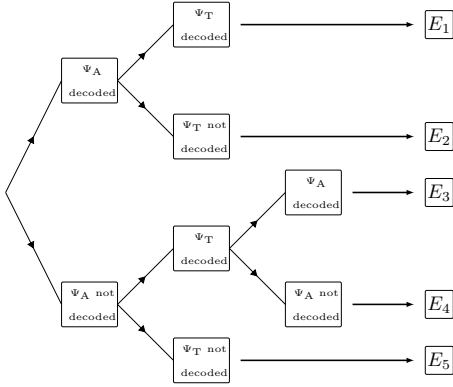 Ψ_T
decoded
E_1
Ψ_A
decoded
Ψ_T not
decoded
E_2
Ψ_A
decoded
E_3
Ψ_T
decoded
Ψ_A not
decoded
Ψ_A not
decoded
E_4
Ψ_T not
decoded
E_5